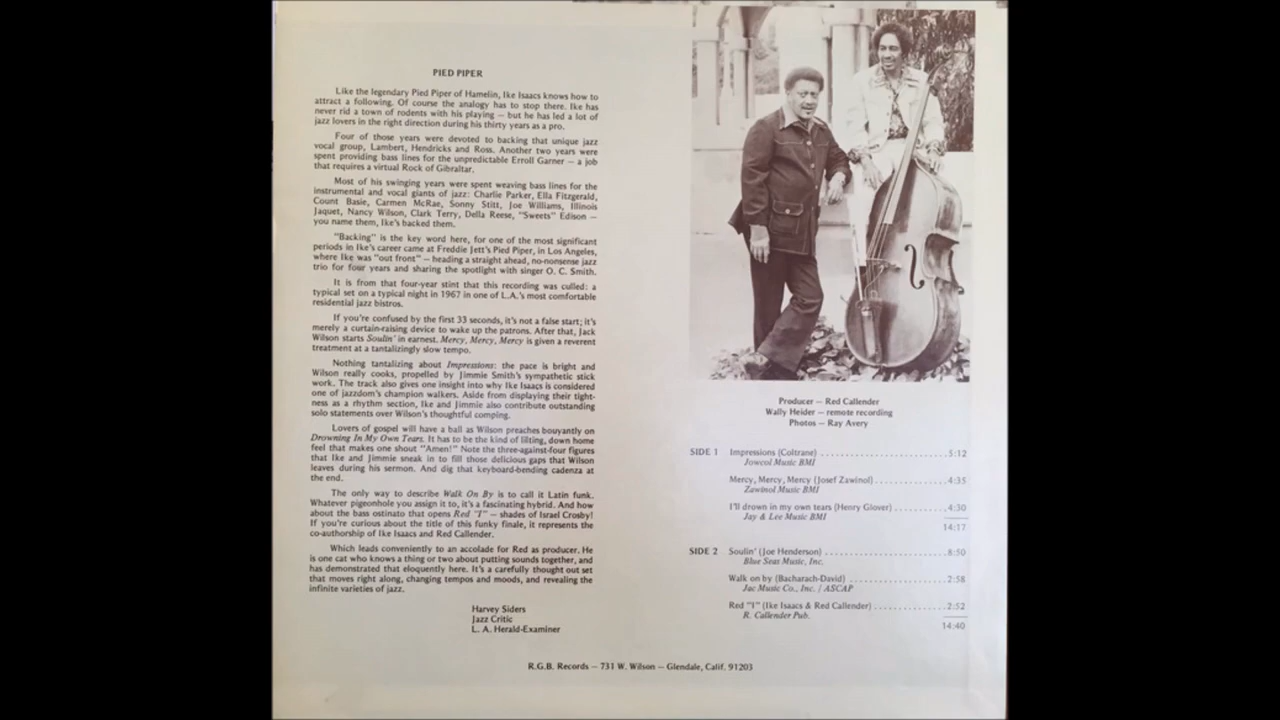 PIED PIPER
Like the legendary Pied Piper of Hamelin, Ike Isaacs knows how to
attract a following. Of course the analogy has to stop there. Ike has
never rid a town of rodents with his playing — but he has led a lot of
jazz lovers in the right direction during his thirty years as a pro.
Four of those years were devoted to backing that unique jazz
vocal group, Lambert, Hendricks and Ross. Another two years were
spent providing bass lines for the unpredictable Erroll Garner — a job
that requires a virtual Rock of Gibraltar.
Most of his swinging years were spent weaving bass lines for the
instrumental and vocal giants of jazz: Charlie Parker, Ella Fitzgerald,
Count Basie, Carmen McRae, Sonny Stitt, Joe Williams, Illinois
Jaquet, Nancy Wilson, Clark Terry, Della Reese, "Sweets" Edison —
you name them, Ike's backed them.
"Backing" is the key word here, for one of the most significant
periods in Ike's career came at Freddie Jett's Pied Piper, in Los Angeles,
where Ike was "out front" — heading a straight ahead, no-nonsense jazz
trio for four years and sharing the spotlight with singer O. C. Smith.
It is from that four-year stint that this recording was culled: a
typical set on a typical night in 1967 in one of L.A.'s most comfortable
residential jazz bistros.
If you're confused by the first 33 seconds, it's not a false start; it's
merely a curtain-raising device to wake up the patrons. After that, Jack
Wilson starts Soulin' in earnest. Mercy, Mercy, Mercy is given a reverent
treatment at a tantalizingly slow tempo.
Nothing tantalizing about Impressions: the pace is bright and
Wilson really cooks, propelled by Jimmie Smith's sympathetic stick
work. The track also gives one insight into why Ike Isaacs is considered
one of jazzdom's champion walkers. Aside from displaying their tight-
ness as a rhythm section, Ike and Jimmie also contribute outstanding
solo statements over Wilson's thoughtful comping.
Lovers of gospel will have a ball as Wilson preaches bouyantly on
Drowning In My Own Tears. It has to be the kind of lilting, down home
feel that makes one shout "Amen!" Note the three-against-four figures
that Ike and Jimmie sneak in to fill those delicious gaps that Wilson
leaves during his sermon. And dig that keyboard-bending cadenza at
the end.
The only way to describe Walk On By is to call it Latin funk.
Whatever pigeonhole you assign it to, it's a fascinating hybrid. And how
about the bass ostinato that opens Red "I" — shades of Israel Crosby!
If you're curious about the title of this funky finale, it represents the
co-authorship of Ike Isaacs and Red Callender.
Which leads conveniently to an accolade for Red as producer. He
is one cat who knows a thing or two about putting sounds together, and
has demonstrated that eloquently here. It's a carefully thought out set
that moves right along, changing tempos and moods, and revealing the
infinite varieties of jazz.
Harvey Siders
Jazz Critic
L. A. Herald-Examiner
Producer — Red Callender
Wally Heider — remote recording
Photos — Ray Avery
SIDE 1 Impressions (Coltrane) ........................5:12
Jowcol Music BMI
Mercy, Mercy, Mercy (Josef Zawinol) ...............4:35
Zawinol Music BMI
I'll drown in my own tears (Henry Glover) ...........4:30
Jay & Lee Music BMI
14:17
SIDE 2 Soulin' (Joe Henderson) .......................8:50
Blue Seas Music, Inc.
Walk on by (Bacharach-David) ....................2:58
Jac Music Co., Inc. / ASCAP
Red "I" (Ike Isaacs & Red Callender) ...............2:52
R. Callender Pub.
14:40
R.G.B. Records — 731 W. Wilson — Glendale, Calif. 91203